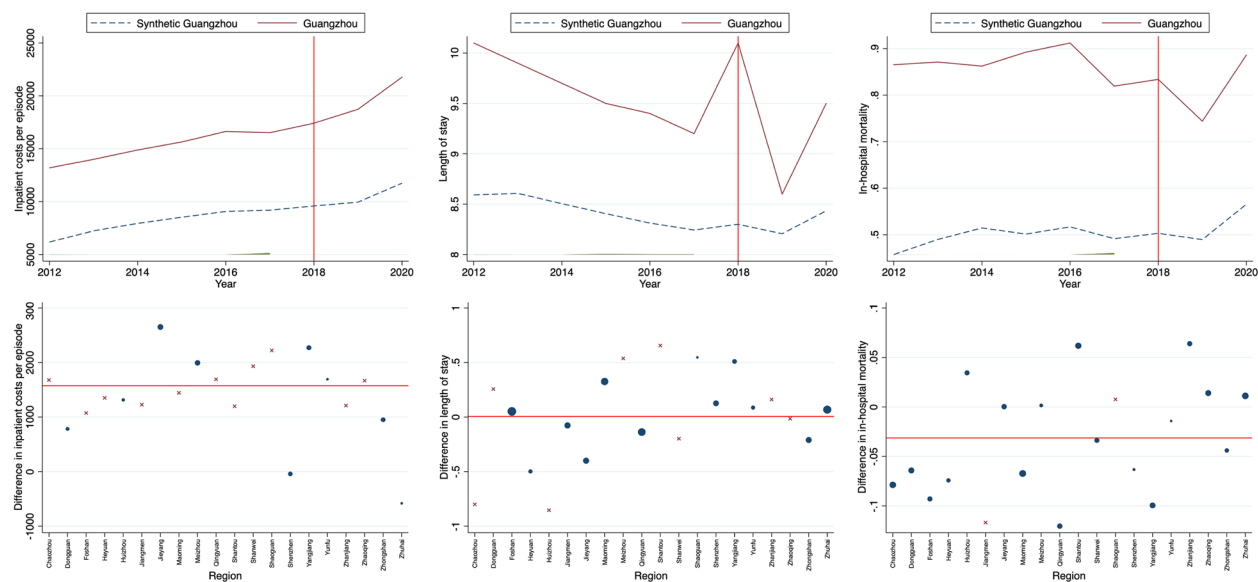 Synthetic Guangzhou
Guangzhou
Inpatient costs per episode
25000
20000
15000
10000
5000
2012
2014
2016
2018
2020
Year
Synthetic Guangzhou
Guangzhou
Length of stay
10
9.5
9
8.5
8
2012
2014
2016
2018
2020
Year
Synthetic Guangzhou
Guangzhou
In-hospital mortality
.9
.8
.7
.6
.5
2012
2014
2016
2018
2020
Year
Difference in inpatient costs per episode
3000
2000
1000
0
-1000
Chaozhou
Dongguan
Foshan
Heyuan
Huizhou
Jiangmen
Jieyang
Maoming
Meizhou
Qingyuan
Shantou
Shanwei
Shaoguan
Shenzhen
Yangjiang
Yunfu
Zhanjiang
Zhaoqing
Zhongshan
Zhuhai
Region
Difference in length of stay
1
.5
0
-.5
-1
Chaozhou
Dongguan
Foshan
Heyuan
Huizhou
Jiangmen
Jieyang
Maoming
Meizhou
Qingyuan
Shantou
Shanwei
Shaoguan
Shenzhen
Yangjiang
Yunfu
Zhanjiang
Zhaoqing
Zhongshan
Zhuhai
Region
Difference in in-hospital mortality
.1
.05
0
-.05
-.1
Chaozhou
Dongguan
Foshan
Heyuan
Huizhou
Jiangmen
Jieyang
Maoming
Meizhou
Qingyuan
Shantou
Shanwei
Shaoguan
Shenzhen
Yangjiang
Yunfu
Zhanjiang
Zhaoqing
Zhongshan
Zhuhai
Region